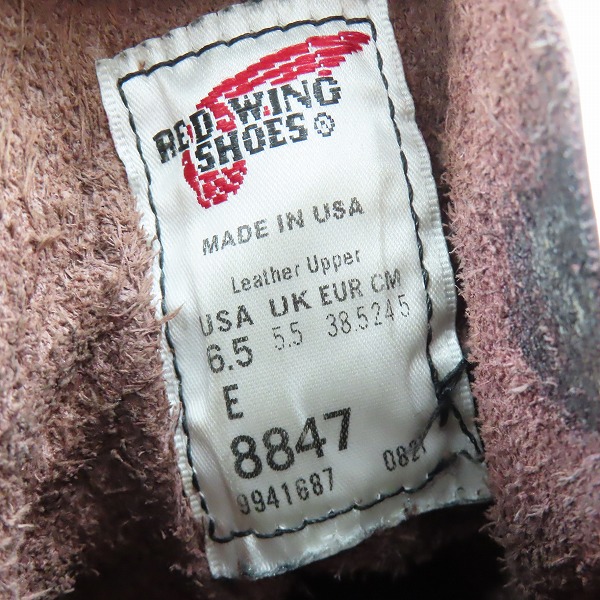 RED WING
SHOES®
MADE IN USA
Leather Upper
USA UK EUR CM
6.5 5.5 38.5 24.5
E
8847
9941687